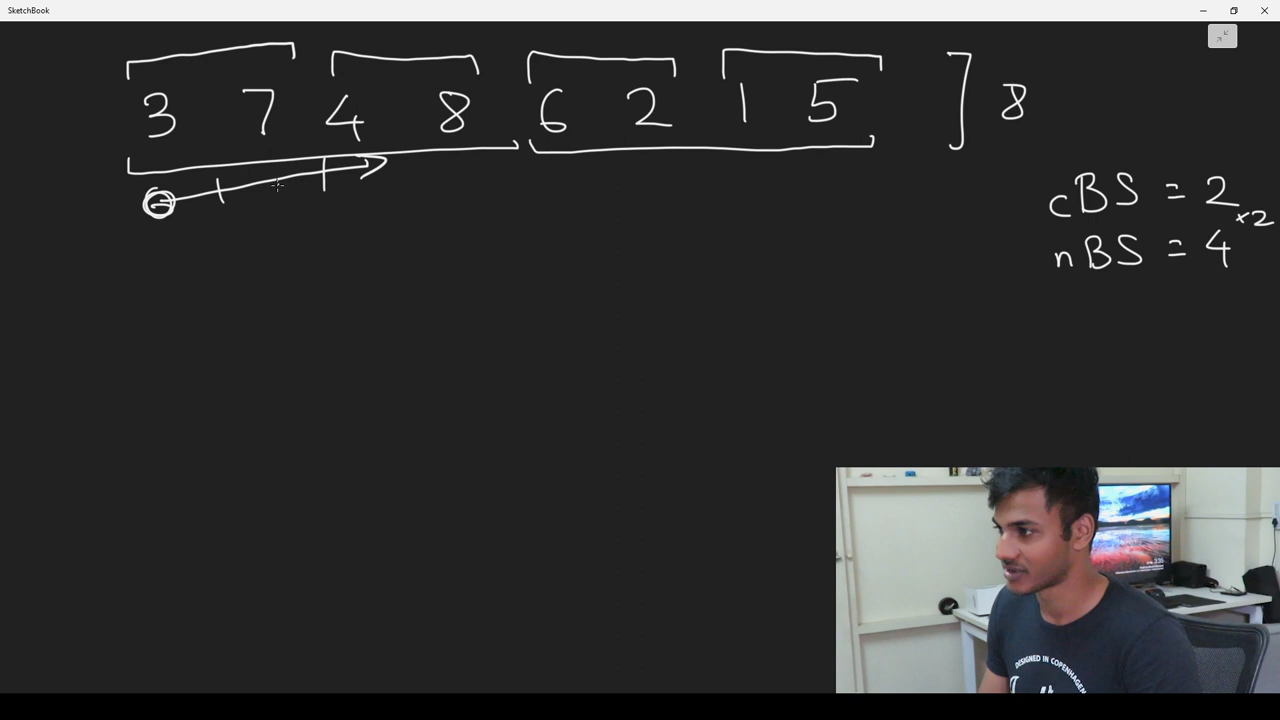 SketchBook
3 7 4 8 6 2 1 5 ] 8
cBS = 2
×2
nBS = 4
DESIGNED IN COPENHAGEN